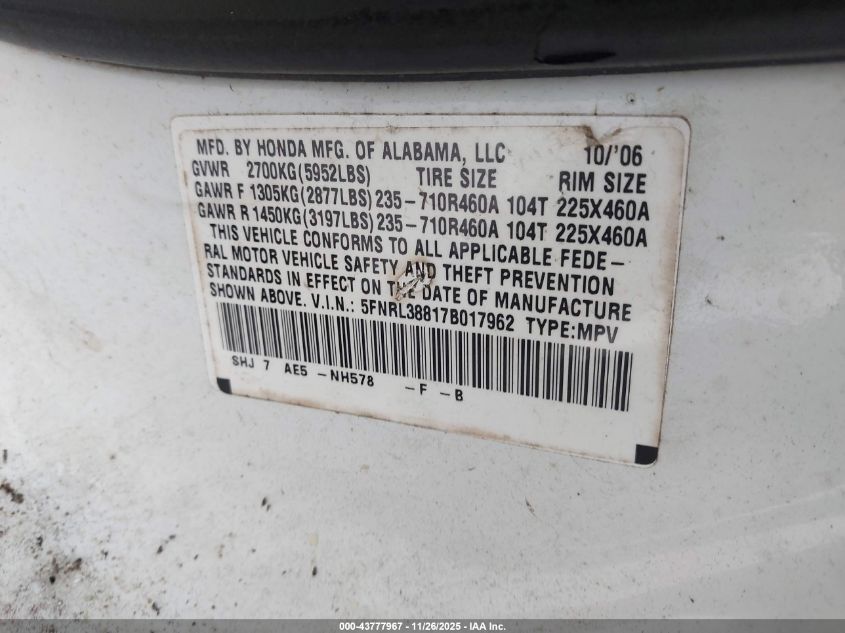 MFD. BY HONDA MFG. OF ALABAMA, LLC 10/'06
GVWR 2700KG(5952LBS) TIRE SIZE RIM SIZE
GAWR F 1305KG(2877LBS) 235-710R460A 104T 225X460A
GAWR R 1450KG(3197LBS) 235-710R460A 104T 225X460A
THIS VEHICLE CONFORMS TO ALL APPLICABLE FEDE-
RAL MOTOR VEHICLE SAFETY AND THEFT PREVENTION
STANDARDS IN EFFECT ON THE DATE OF MANUFACTURE
SHOWN ABOVE. V.I.N.: 5FNRL38817B017962 TYPE:MPV
SHJ 7 AE5 -NH578 -F -B
000-43777967 - 11/26/2025 - IAA Inc.